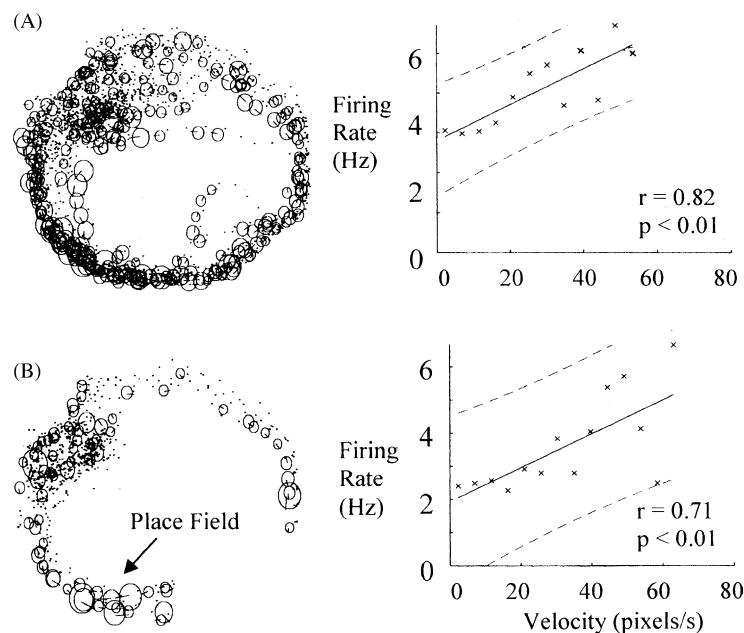 (A)
Firing
Rate
(Hz)
6
4
2
0
r = 0.82
p < 0.01
0 20 40 60 80
(B)
Place Field
Firing
Rate
(Hz)
6
4
2
0
r = 0.71
p < 0.01
0 20 40 60 80
Velocity (pixels/s)